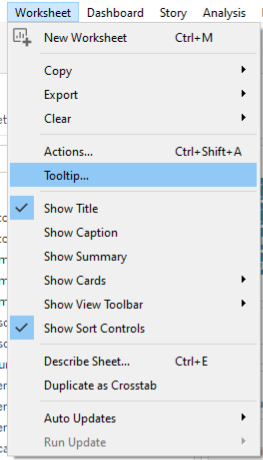 Worksheet Dashboard Story Analysis
New Worksheet Ctrl+M
Copy
Export
Clear
Actions... Ctrl+Shift+A
Tooltip...
Show Title
Show Caption
Show Summary
Show Cards
Show View Toolbar
Show Sort Controls
Describe Sheet... Ctrl+E
Duplicate as Crosstab
Auto Updates
Run Update